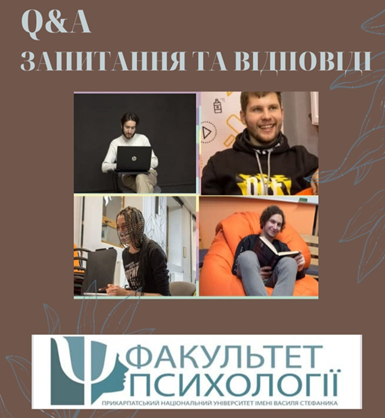 Q&A
ЗАПИТАННЯ ТА ВІДПОВІДІ
ФАКУЛЬТЕТ
ПСИХОЛОГІЇ
ПРИКАРПАТСЬКИЙ НАЦІОНАЛЬНИЙ УНІВЕРСИТЕТ ІМЕНІ ВАСИЛЯ СТЕФАНИКА